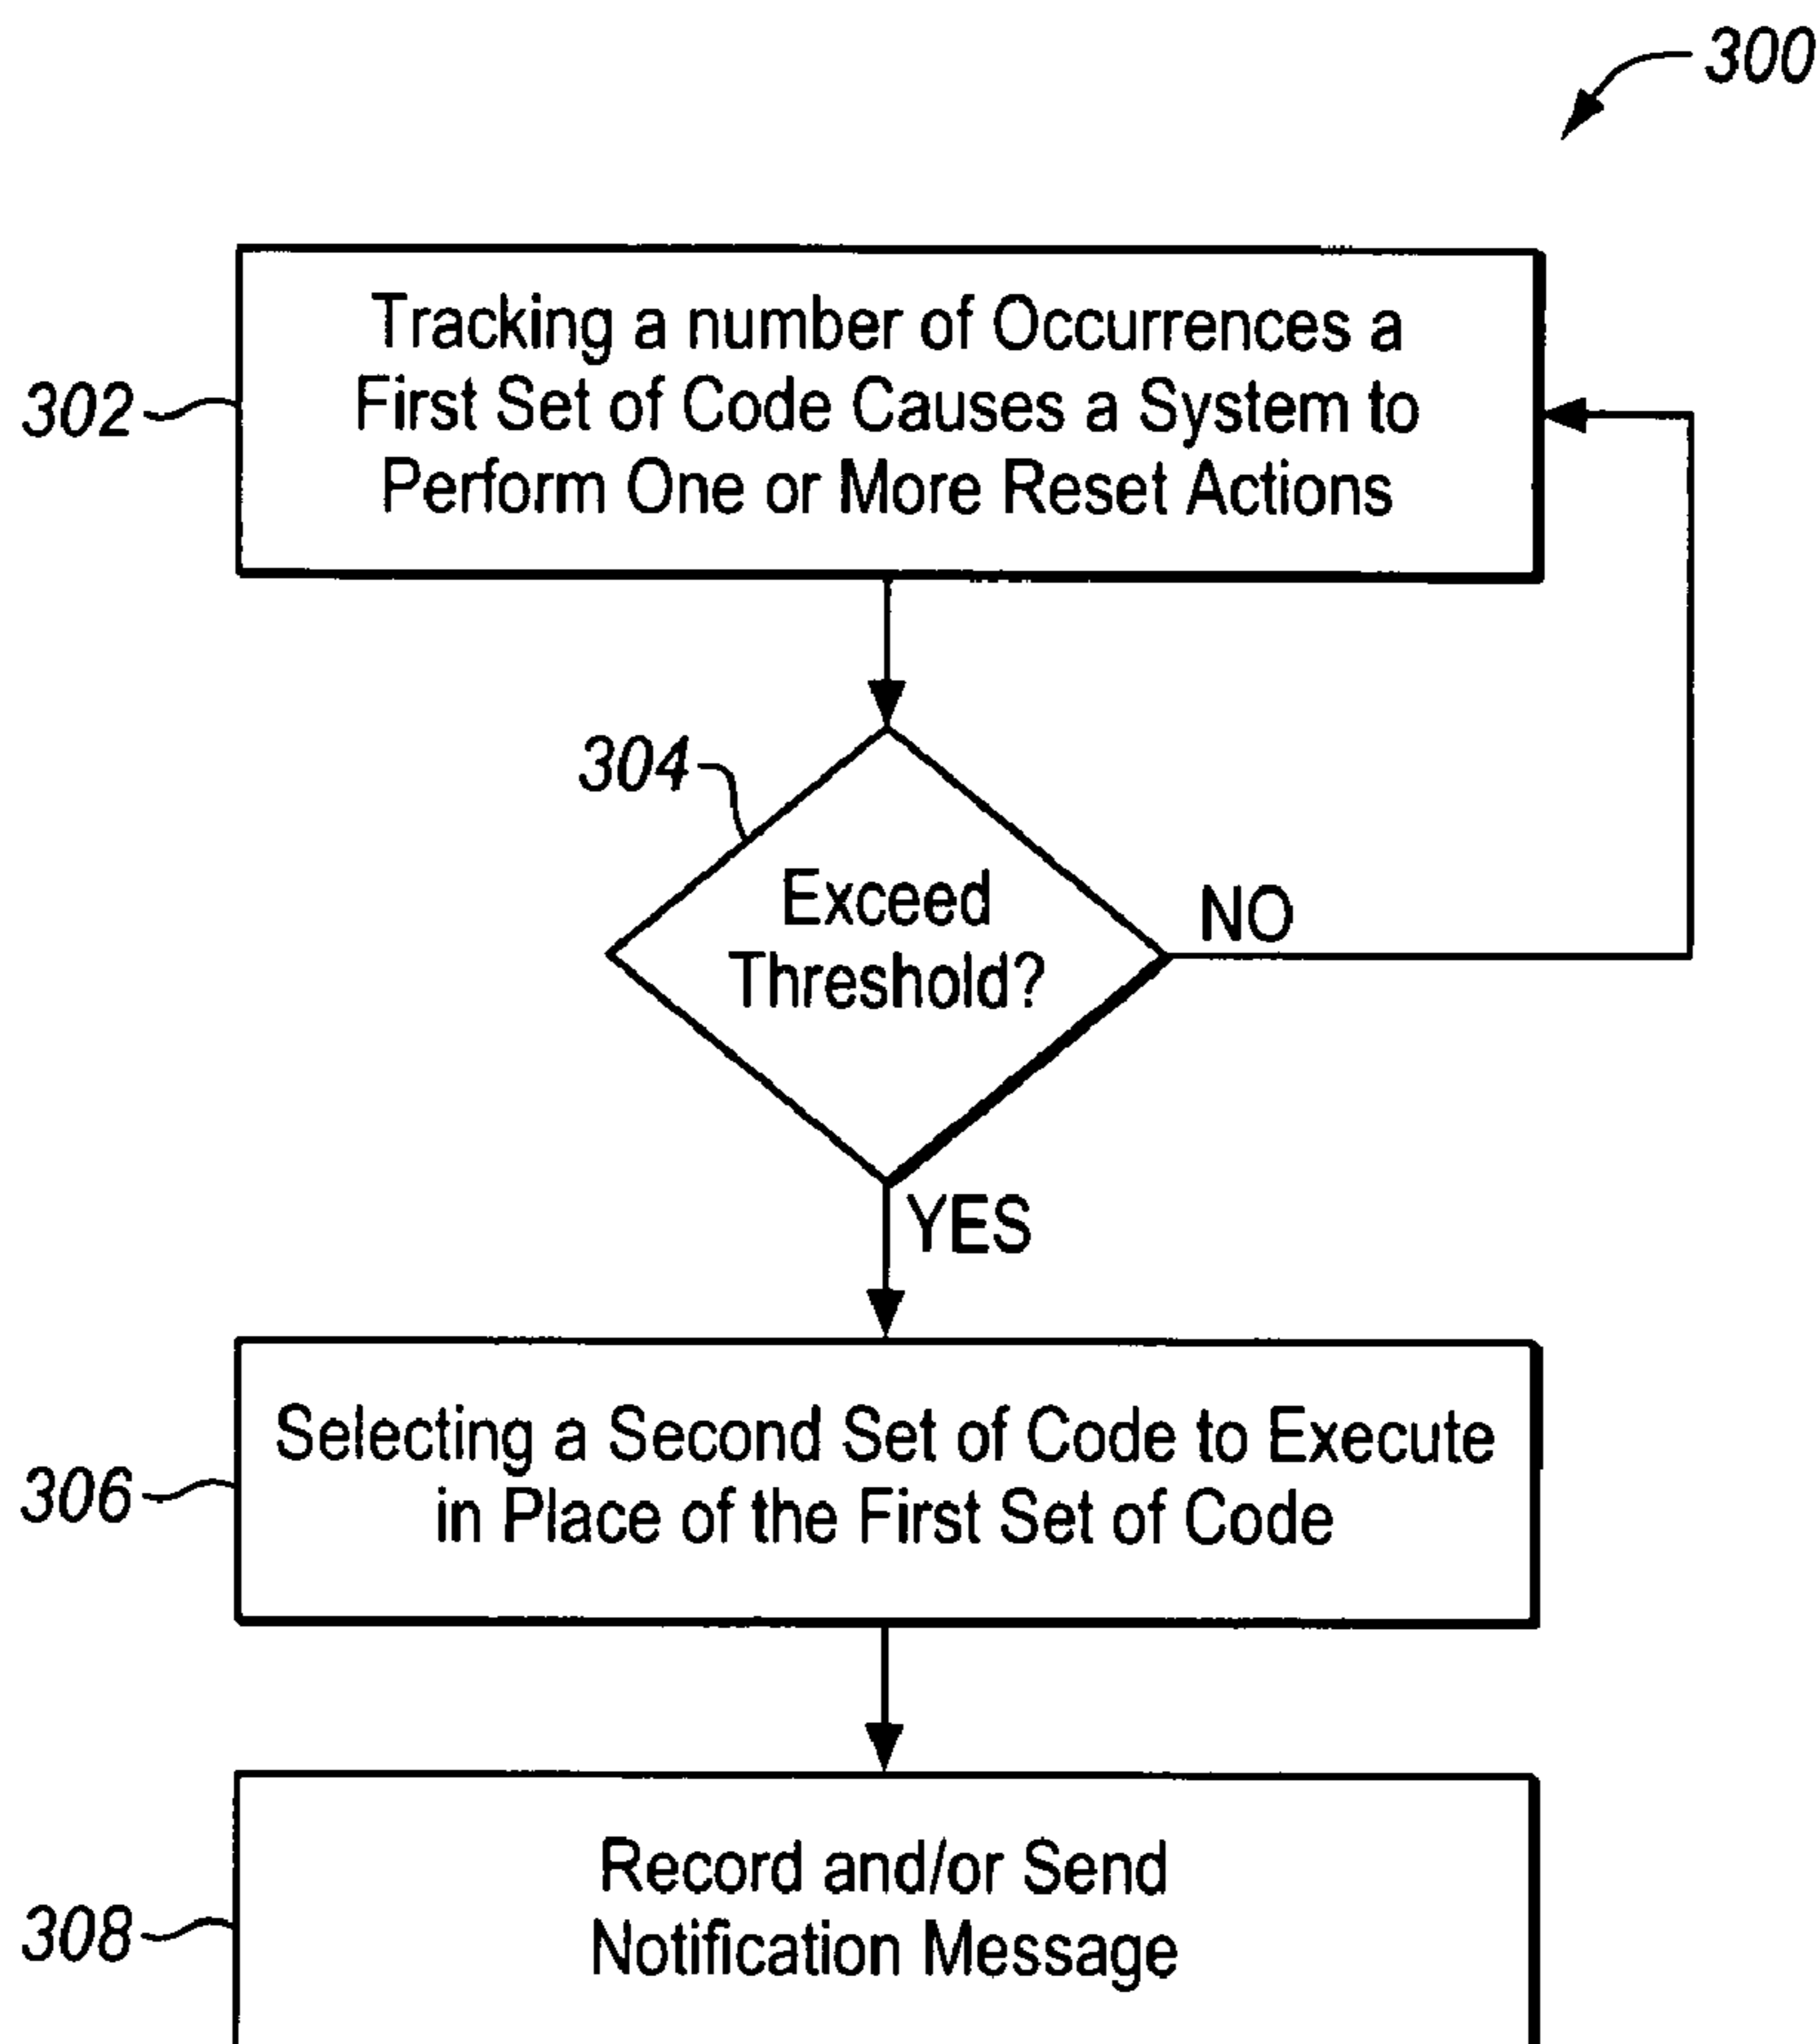 300
Tracking a number of Occurrences a
First Set of Code Causes a System to
Perform One or More Reset Actions
302
304
Exceed
Threshold?
NO
YES
Selecting a Second Set of Code to Execute
in Place of the First Set of Code
306
Record and/or Send
Notification Message
308